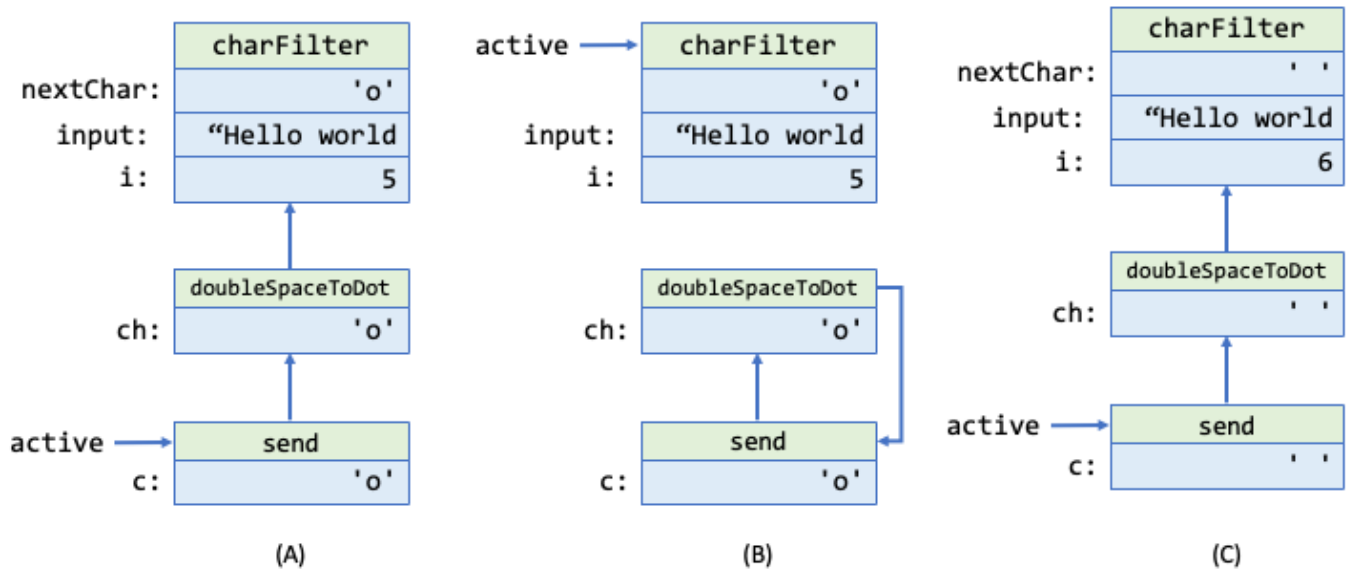 charFilter
nextChar: 'o'
input: “Hello world
i: 5
doubleSpaceToDot
ch: 'o'
active send
c: 'o'
(A)
active charFilter
'o'
input: “Hello world
i: 5
doubleSpaceToDot
ch: 'o'
send
c: 'o'
(B)
charFilter
nextChar: ' '
input: “Hello world
i: 6
doubleSpaceToDot
ch: ' '
active send
c: ' '
(C)